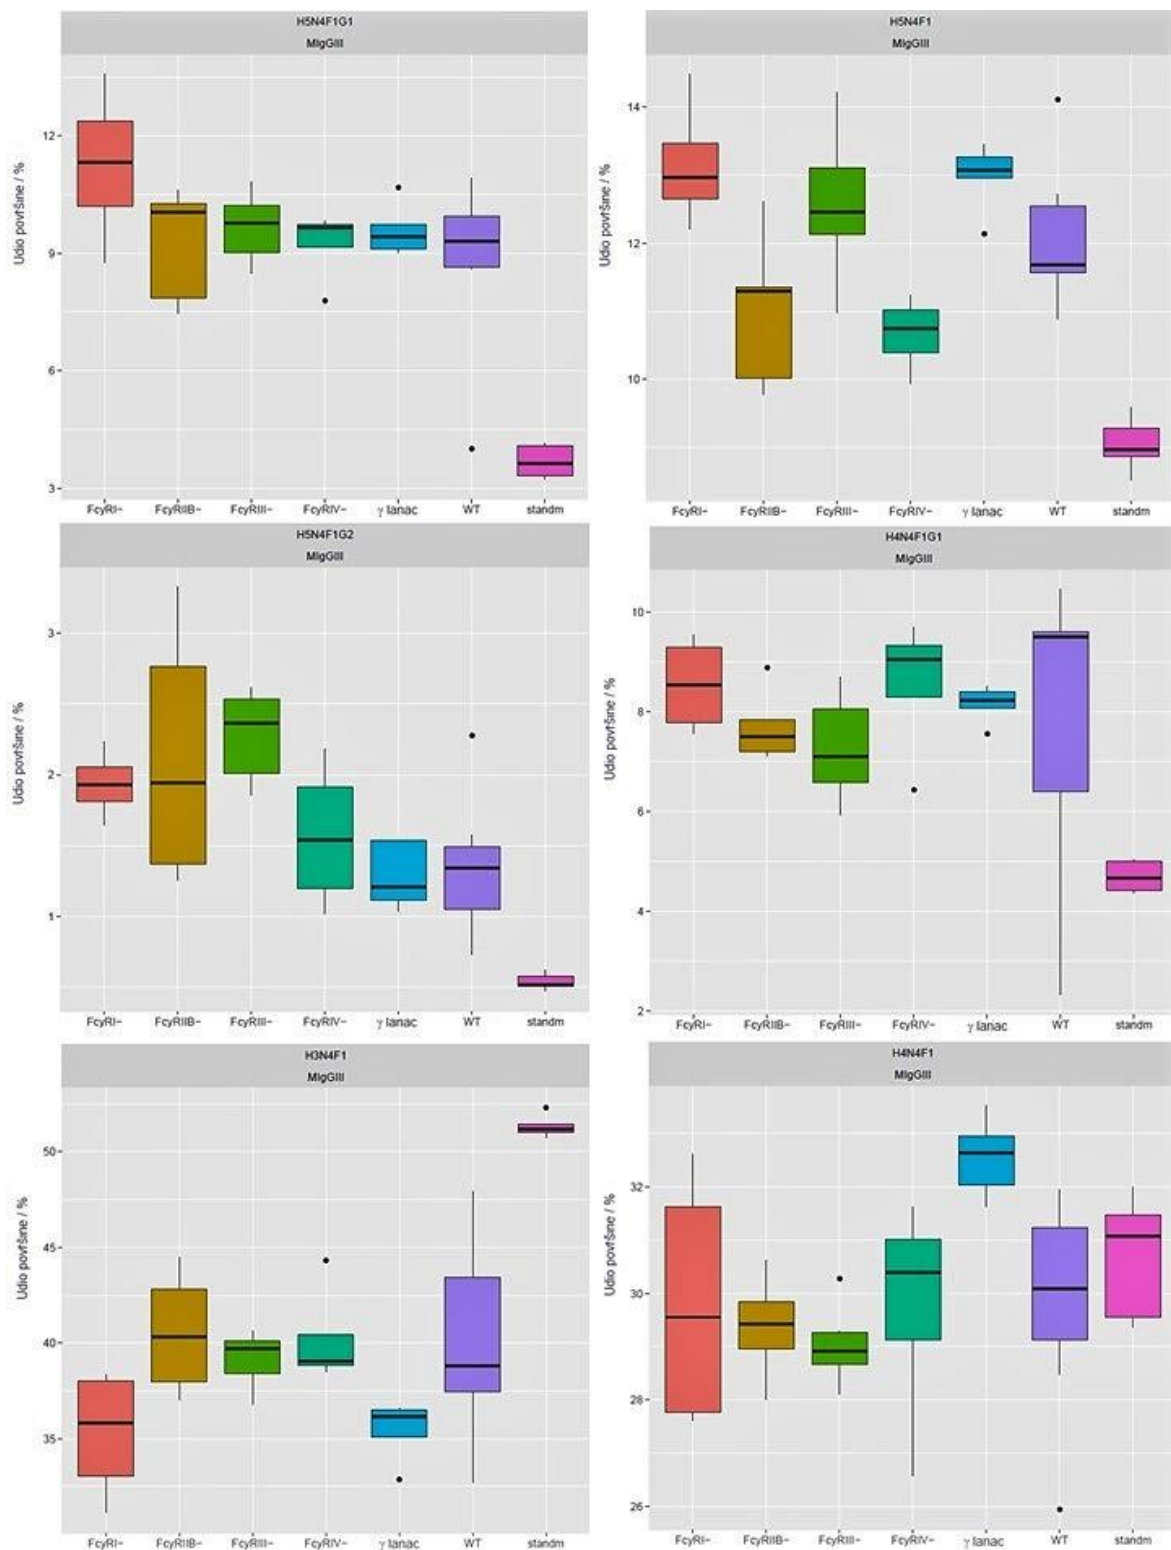 H5N4F1G1
MIgGIII
Udio površine / %
12
9
6
3
FcγRI− FcγRIIB− FcγRIII− FcγRIV− γ lanac WT standm
H5N4F1
MIgGIII
Udio površine / %
14
12
10
FcγRI− FcγRIIB− FcγRIII− FcγRIV− γ lanac WT standm
H5N4F1G2
MIgGIII
Udio površine / %
3
2
1
FcγRI− FcγRIIB− FcγRIII− FcγRIV− γ lanac WT standm
H4N4F1G1
MIgGIII
Udio površine / %
10
8
6
4
2
FcγRI− FcγRIIB− FcγRIII− FcγRIV− γ lanac WT standm
H3N4F1
MIgGIII
Udio površine / %
50
45
40
35
FcγRI− FcγRIIB− FcγRIII− FcγRIV− γ lanac WT standm
H4N4F1
MIgGIII
Udio površine / %
32
30
28
26
FcγRI− FcγRIIB− FcγRIII− FcγRIV− γ lanac WT standm